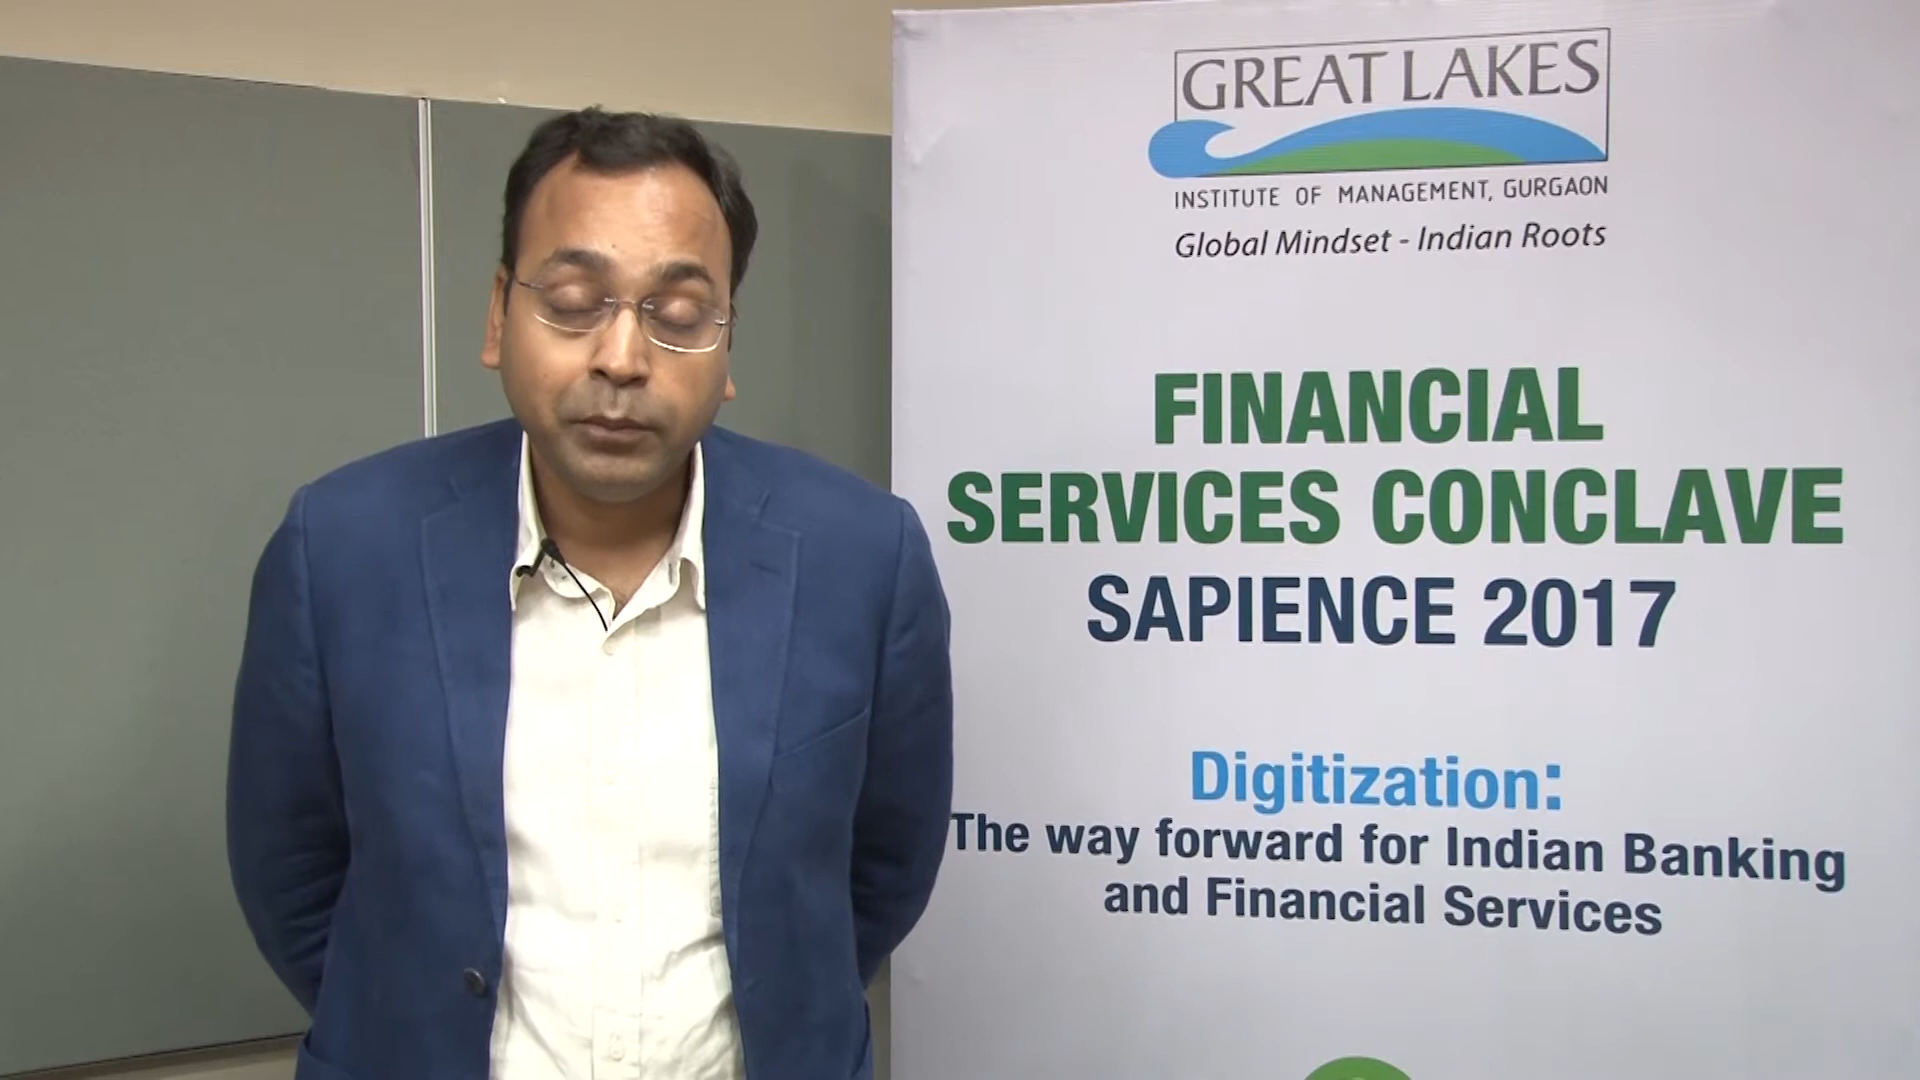 GREAT LAKES
INSTITUTE OF MANAGEMENT, GURGAON
Global Mindset - Indian Roots
FINANCIAL
SERVICES CONCLAVE
SAPIENCE 2017
Digitization:
The way forward for Indian Banking
and Financial Services